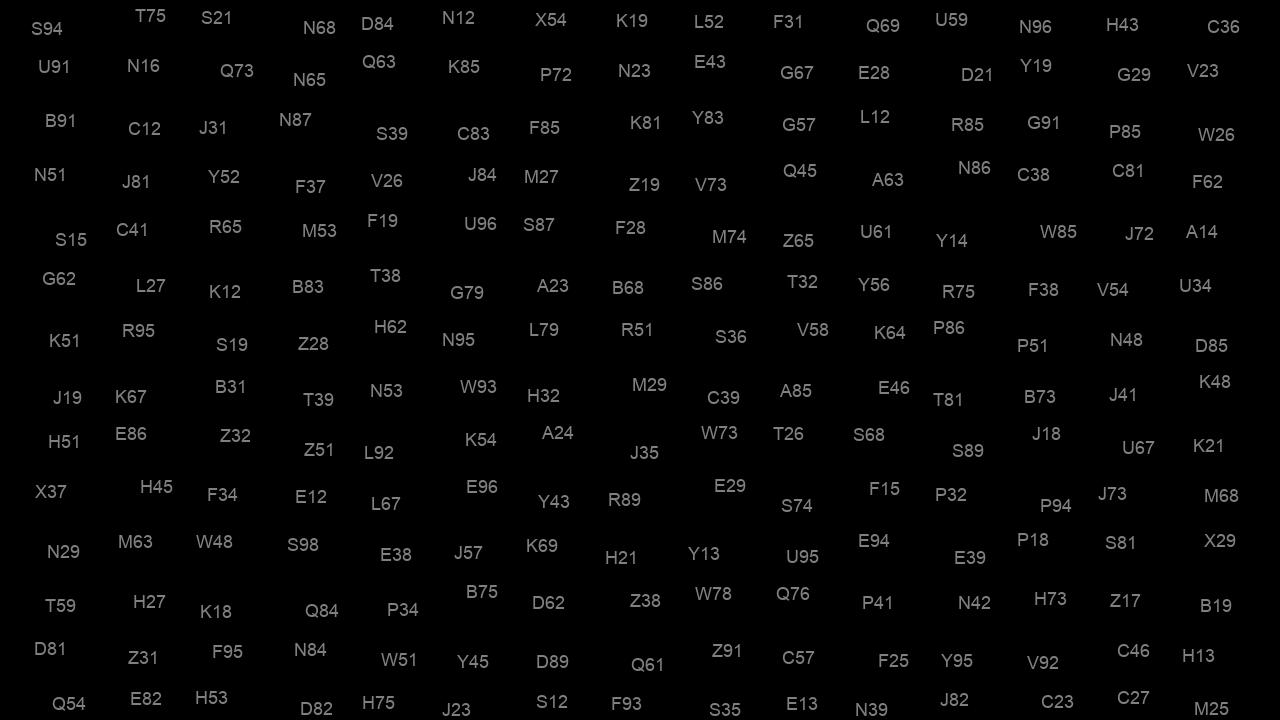 S94 T75 S21 N68 D84 N12 X54 K19 L52 F31 Q69 U59 N96 H43 C36
U91 N16 Q73 N65 Q63 K85 P72 N23 E43 G67 E28 D21 Y19 G29 V23
B91 C12 J31 N87 S39 C83 F85 K81 Y83 G57 L12 R85 G91 P85 W26
N51 J81 Y52 F37 V26 J84 M27 Z19 V73 Q45 A63 N86 C38 C81 F62
S15 C41 R65 M53 F19 U96 S87 F28 M74 Z65 U61 Y14 W85 J72 A14
G62 L27 K12 B83 T38 G79 A23 B68 S86 T32 Y56 R75 F38 V54 U34
K51 R95 S19 Z28 H62 N95 L79 R51 S36 V58 K64 P86 P51 N48 D85
J19 K67 B31 T39 N53 W93 H32 M29 C39 A85 E46 T81 B73 J41 K48
H51 E86 Z32 Z51 L92 K54 A24 J35 W73 T26 S68 S89 J18 U67 K21
X37 H45 F34 E12 L67 E96 Y43 R89 E29 S74 F15 P32 P94 J73 M68
N29 M63 W48 S98 E38 J57 K69 H21 Y13 U95 E94 E39 P18 S81 X29
T59 H27 K18 Q84 P34 B75 D62 Z38 W78 Q76 P41 N42 H73 Z17 B19
D81 Z31 F95 N84 W51 Y45 D89 Q61 Z91 C57 F25 Y95 V92 C46 H13
Q54 E82 H53 D82 H75 J23 S12 F93 S35 E13 N39 J82 C23 C27 M25